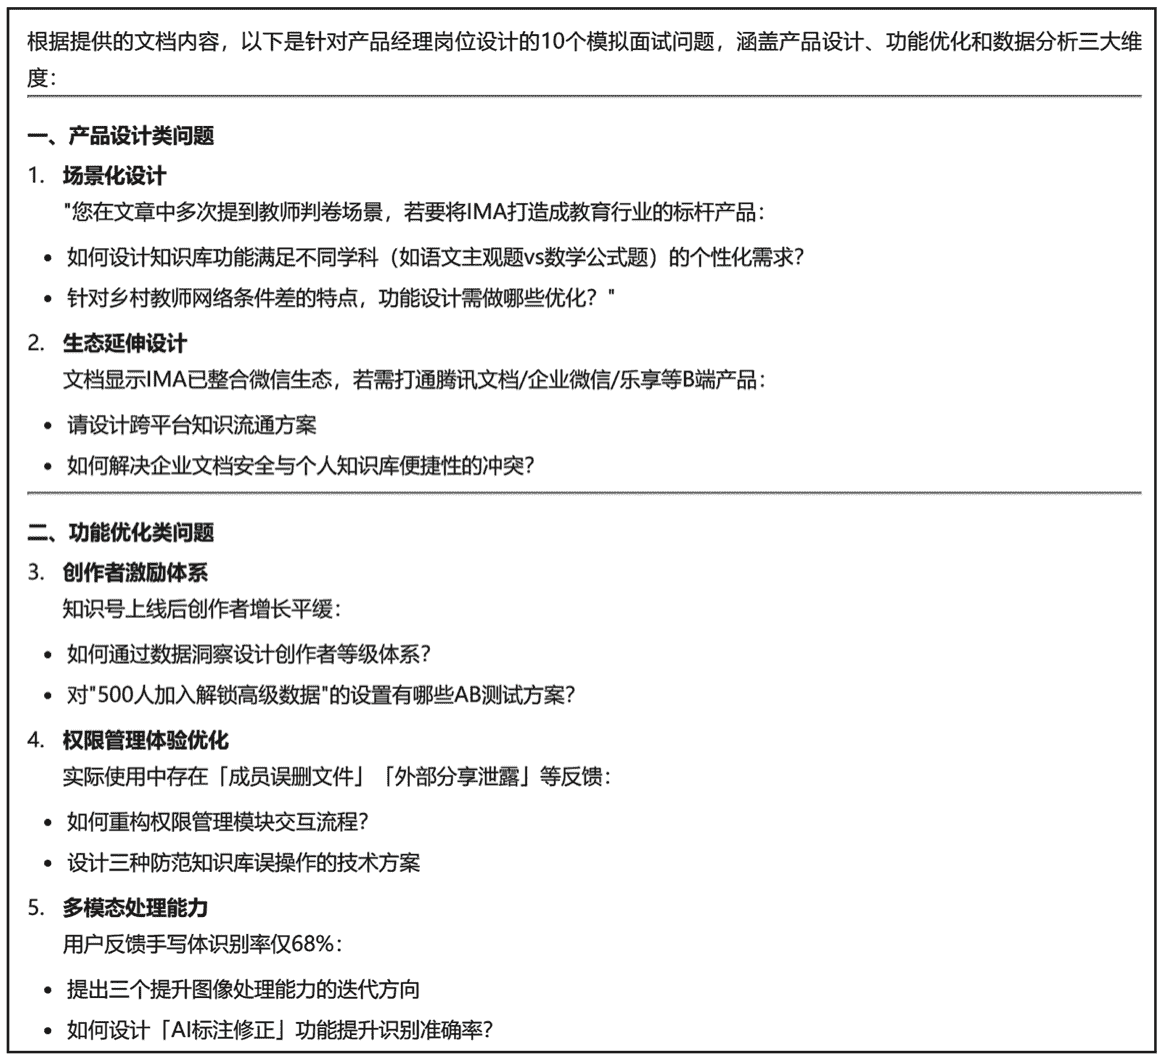 根据提供的文档内容，以下是针对产品经理岗位设计的10个模拟面试问题，涵盖产品设计、功能优化和数据分析三大维
度：
一、产品设计类问题
1. 场景化设计
"您在文章中多次提到教师判卷场景，若要将IMA打造成教育行业的标杆产品：
• 如何设计知识库功能满足不同学科（如语文主观题vs数学公式题）的个性化需求？
• 针对乡村教师网络条件差的特点，功能设计需做哪些优化？"
2. 生态延伸设计
文档显示IMA已整合微信生态，若需打通腾讯文档/企业微信/乐享等B端产品：
• 请设计跨平台知识流通方案
• 如何解决企业文档安全与个人知识库便捷性的冲突？
二、功能优化类问题
3. 创作者激励体系
知识号上线后创作者增长平缓：
• 如何通过数据洞察设计创作者等级体系？
• 对"500人加入解锁高级数据"的设置有哪些AB测试方案？
4. 权限管理体验优化
实际使用中存在「成员误删文件」「外部分享泄露」等反馈：
• 如何重构权限管理模块交互流程？
• 设计三种防范知识库误操作的技术方案
5. 多模态处理能力
用户反馈手写体识别率仅68%：
• 提出三个提升图像处理能力的迭代方向
• 如何设计「AI标注修正」功能提升识别准确率？